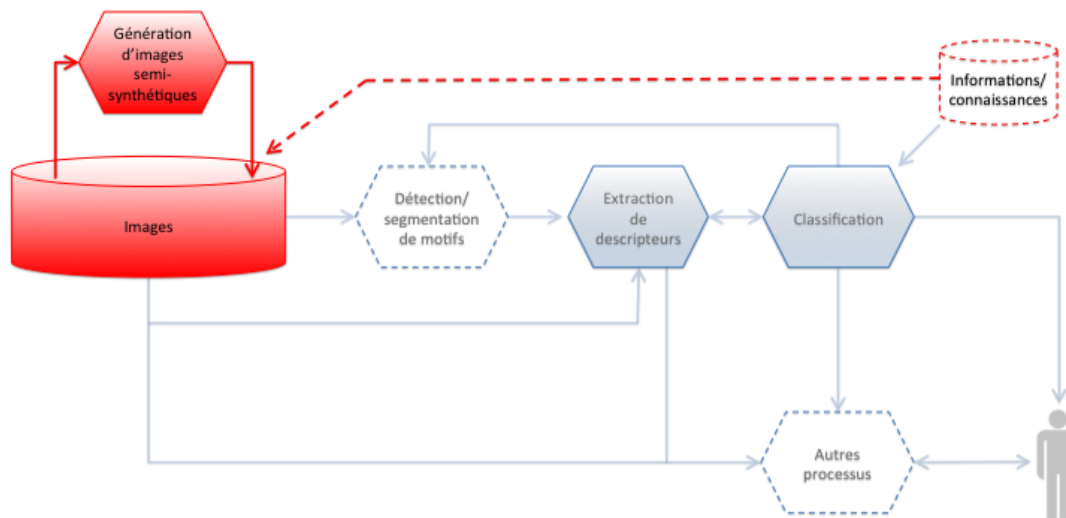 Génération
d'images
semi-
synthétiques
Informations/
connaissances
Images
Détection/
segmentation
de motifs
Extraction
de
descripteurs
Classification
Autres
processus